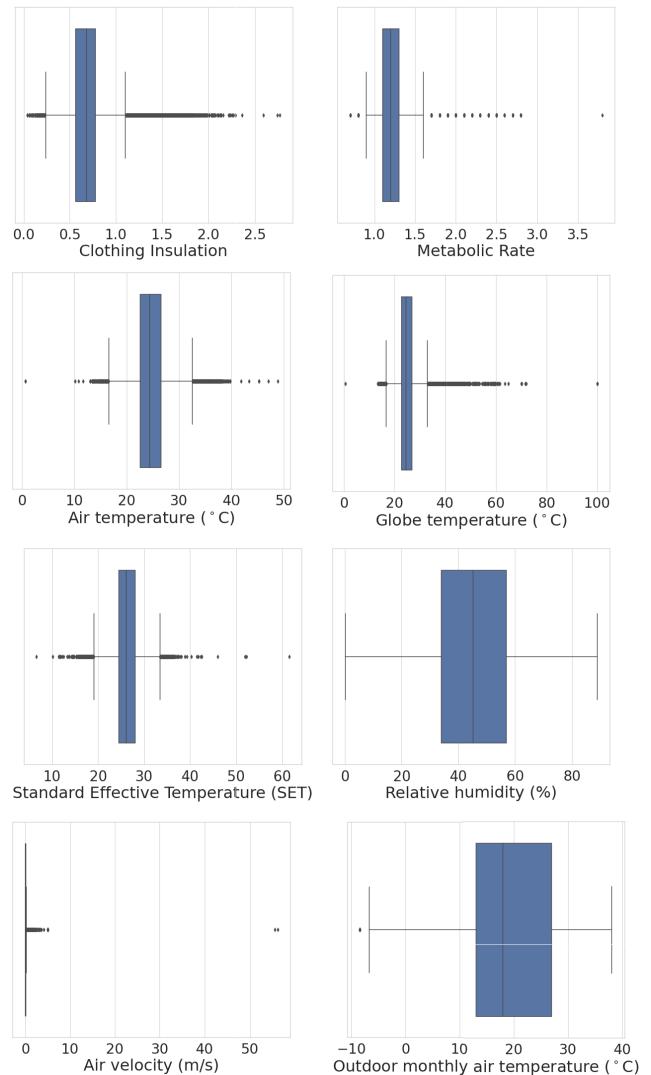 0.0 0.5 1.0 1.5 2.0 2.5
Clothing Insulation
1.0 1.5 2.0 2.5 3.0 3.5
Metabolic Rate
0 10 20 30 40 50
Air temperature (°C)
0 20 40 60 80 100
Globe temperature (°C)
10 20 30 40 50 60
Standard Effective Temperature (SET)
0 20 40 60 80
Relative humidity (%)
0 10 20 30 40 50
Air velocity (m/s)
−10 0 10 20 30 40
Outdoor monthly air temperature (°C)